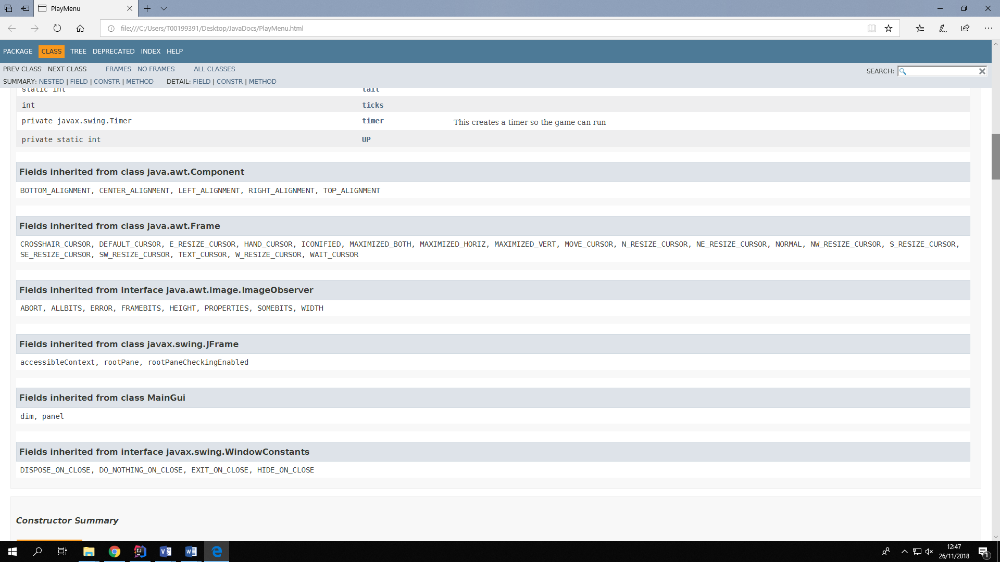 PlayMenu
file:///C:/Users/T00199391/Desktop/JavaDocs/PlayMenu.html
PACKAGE CLASS TREE DEPRECATED INDEX HELP
PREV CLASS NEXT CLASS FRAMES NO FRAMES ALL CLASSES
SEARCH:
SUMMARY: NESTED | FIELD | CONSTR | METHOD DETAIL: FIELD | CONSTR | METHOD
static int tail
int ticks
private javax.swing.Timer timer This creates a timer so the game can run
private static int UP
Fields inherited from class java.awt.Component
BOTTOM_ALIGNMENT, CENTER_ALIGNMENT, LEFT_ALIGNMENT, RIGHT_ALIGNMENT, TOP_ALIGNMENT
Fields inherited from class java.awt.Frame
CROSSHAIR_CURSOR, DEFAULT_CURSOR, E_RESIZE_CURSOR, HAND_CURSOR, ICONIFIED, MAXIMIZED_BOTH, MAXIMIZED_HORIZ, MAXIMIZED_VERT, MOVE_CURSOR, N_RESIZE_CURSOR, NE_RESIZE_CURSOR, NORMAL, NW_RESIZE_CURSOR, S_RESIZE_CURSOR,
SE_RESIZE_CURSOR, SW_RESIZE_CURSOR, TEXT_CURSOR, W_RESIZE_CURSOR, WAIT_CURSOR
Fields inherited from interface java.awt.image.ImageObserver
ABORT, ALLBITS, ERROR, FRAMEBITS, HEIGHT, PROPERTIES, SOMEBITS, WIDTH
Fields inherited from class javax.swing.JFrame
accessibleContext, rootPane, rootPaneCheckingEnabled
Fields inherited from class MainGui
dim, panel
Fields inherited from interface javax.swing.WindowConstants
DISPOSE_ON_CLOSE, DO_NOTHING_ON_CLOSE, EXIT_ON_CLOSE, HIDE_ON_CLOSE
Constructor Summary
12:47
26/11/2018
1